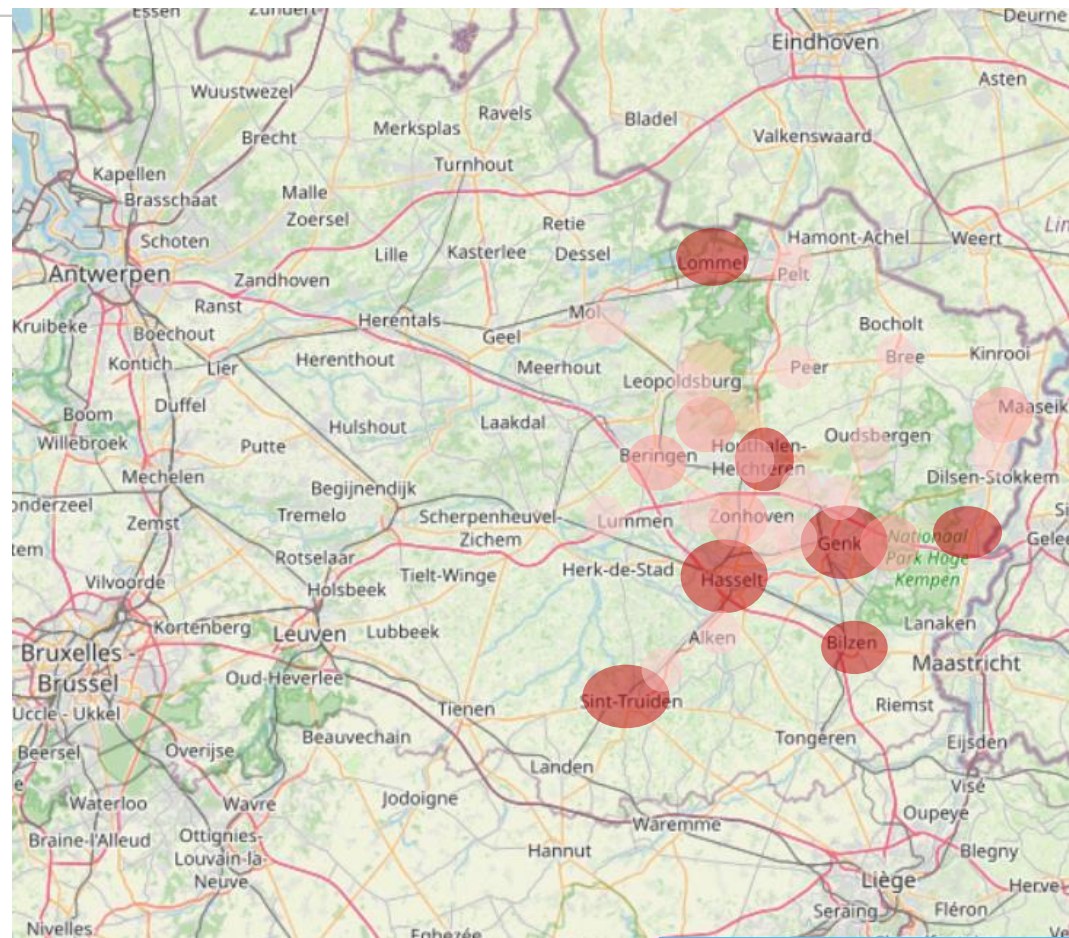 Essen
Deurne
Eindhoven
Asten
Wuustwezel
Ravels
Bladel
Merksplas
Brecht
Valkenswaard
Turnhout
Kapellen
Brasschaat
Malle
Zoersel
Retie
Schoten
Lille
Kasterlee
Dessel
Hamont-Achel
Weert
Lommel
Antwerpen
Zandhoven
Pelt
Ranst
Mol
Kruibeke
Boechout
Herentals
Geel
Bocholt
Kontich
Lier
Herenthout
Meerhout
Peer
Bree
Kinrooi
Leopoldsburg
Duffel
Boom
Maaseik
Willebroek
Hulshout
Laakdal
Putte
Beringen
Houthalen-
Helchteren
Oudsbergen
Mechelen
Dilsen-Stokkem
Begijnendijk
onderzeel
Tremelo
Scherpenheuvel-
Zichem
Lummen
Zonhoven
Zemst
Genk
Nationaal
Park Hoge
Kempen
Rotselaar
Herk-de-Stad
Tielt-Winge
Hasselt
Vilvoorde
Holsbeek
Kortenberg
Leuven
Lubbeek
Alken
Bilzen
Lanaken
Bruxelles -
Brussel
Maastricht
Oud-Heverlee
Sint-Truiden
Uccle - Ukkel
Tienen
Riemst
Beersel
Overijse
Beauvechain
Tongeren
Eijsden
Landen
Visé
Waterloo
Wavre
Jodoigne
Oupeye
Waremme
Braine-l'Alleud
Ottignies-
Louvain-la-
Neuve
Hannut
Blegny
Liège
Herve
Seraing
Fléron
Nivelles